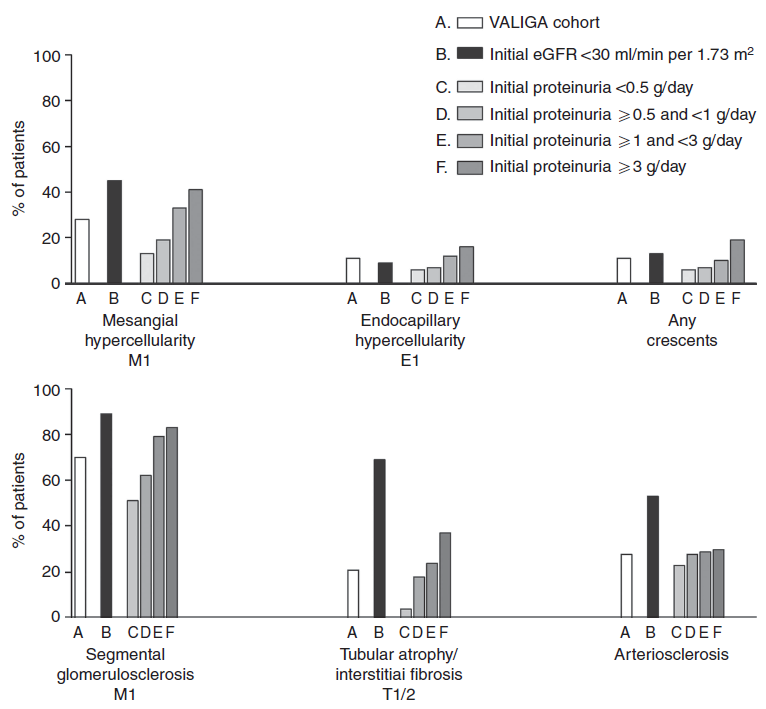 A. VALIGA cohort
B. Initial eGFR <30 ml/min per 1.73 m²
C. Initial proteinuria <0.5 g/day
D. Initial proteinuria ⩾0.5 and <1 g/day
E. Initial proteinuria ⩾1 and <3 g/day
F. Initial proteinuria ⩾3 g/day
% of patients
100
80
60
40
20
0
A B C D E F A B C D E F A B C D E F
Mesangial Endocapillary Any
hypercellularity hypercellularity crescents
M1 E1
% of patients
100
80
60
40
20
0
A B C D E F A B C D E F A B C D E F
Segmental Tubular atrophy/ Arteriosclerosis
glomerulosclerosis interstitiai fibrosis
M1 T1/2